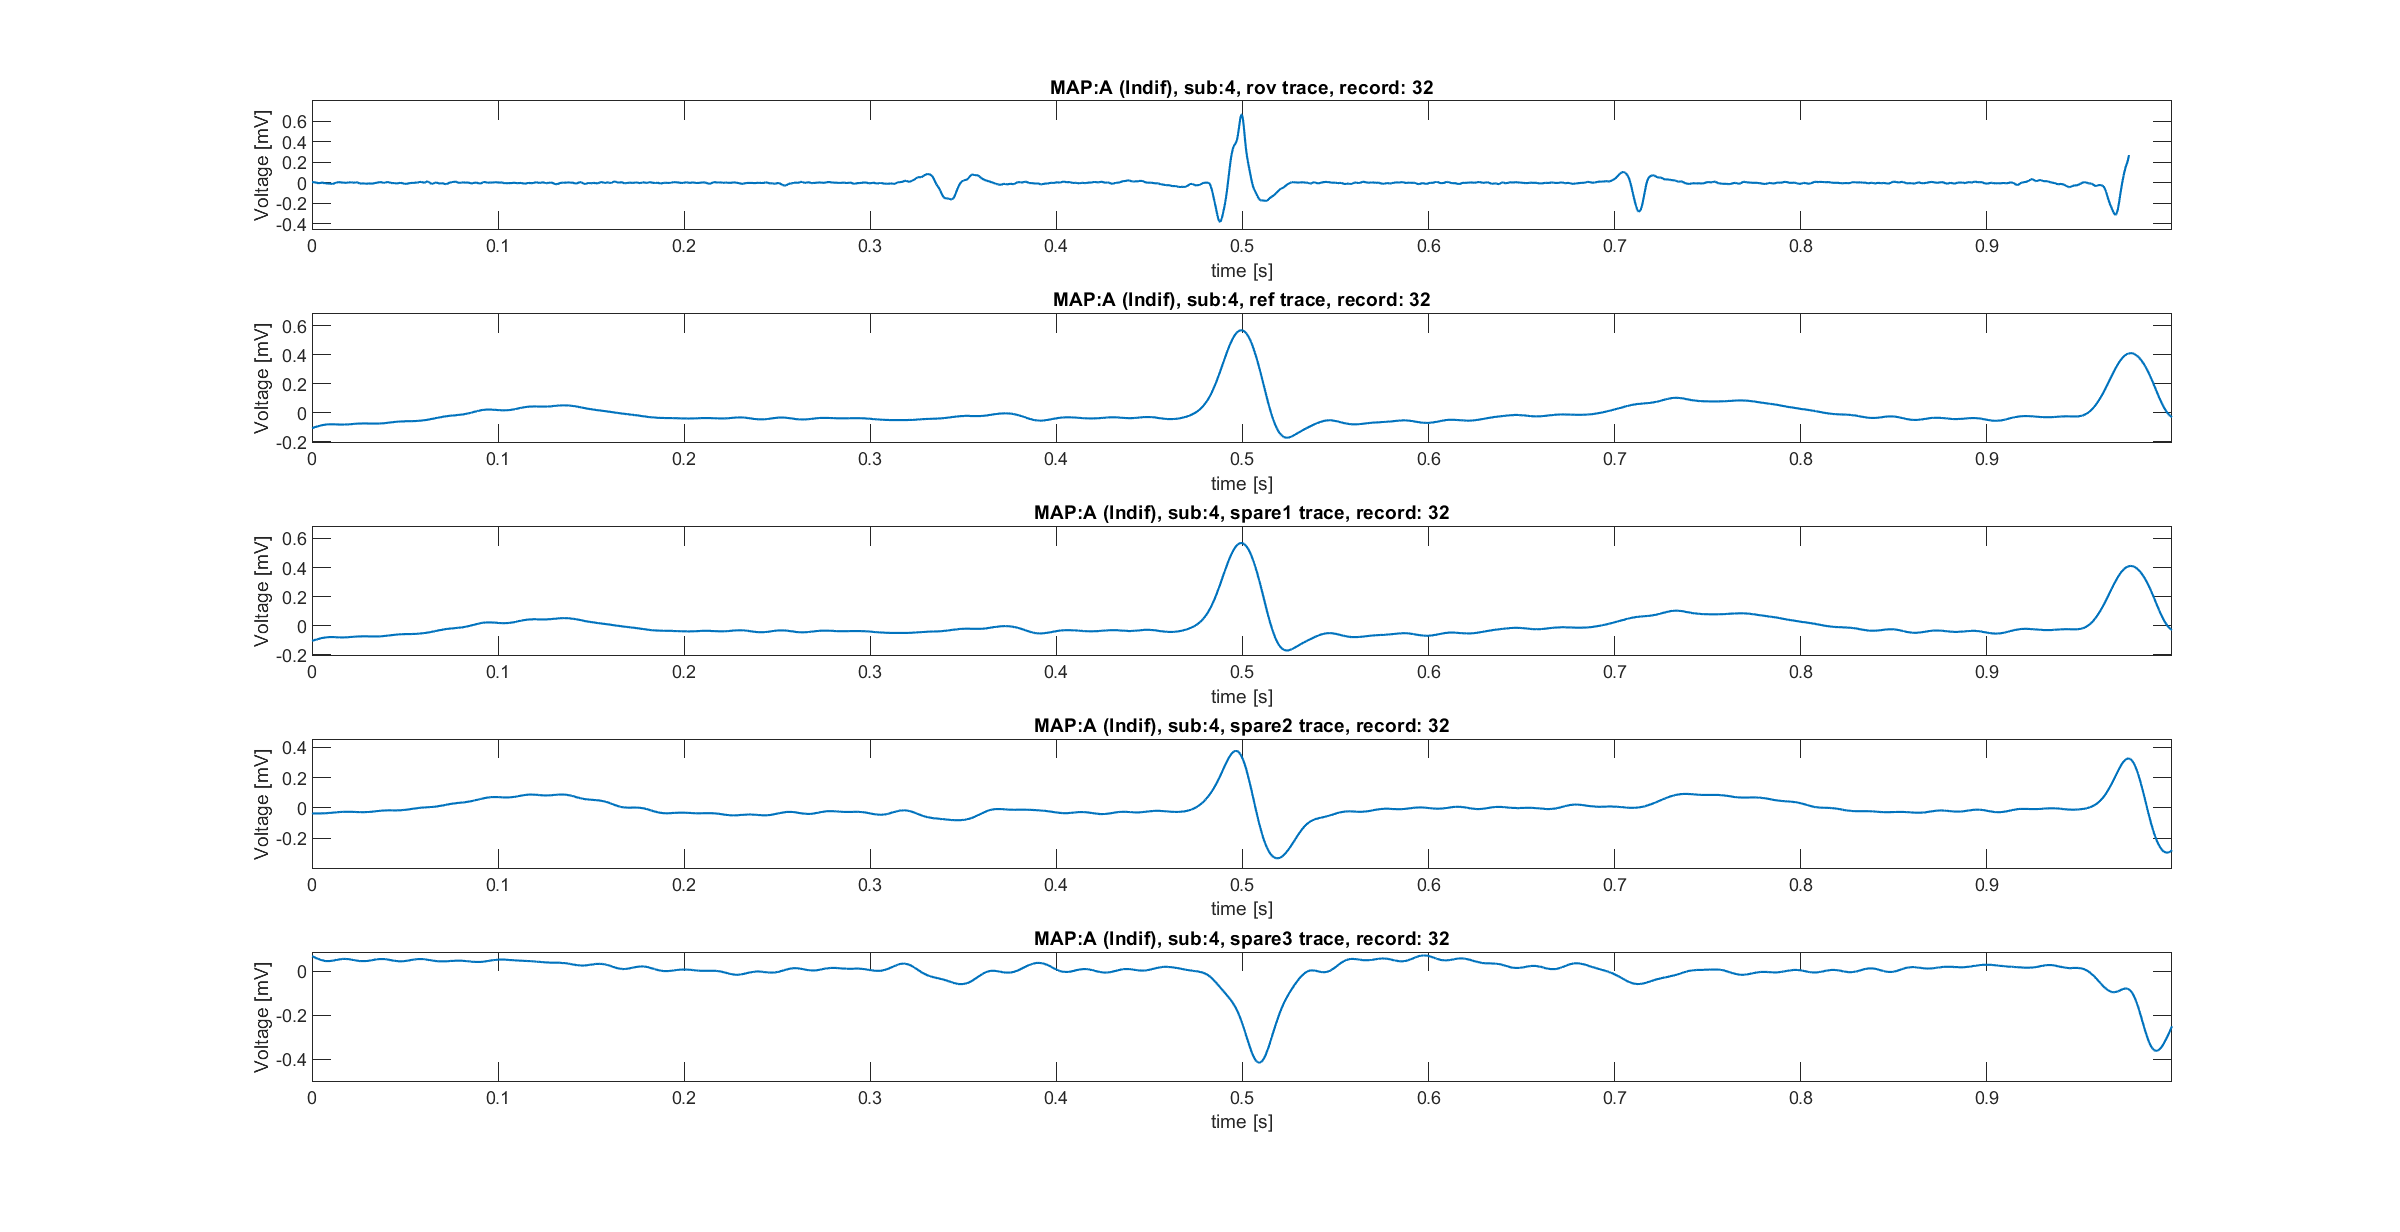 MAP:A (Indif), sub:4, rov trace, record: 32
Voltage [mV]
0.6
0.4
0.2
0
-0.2
-0.4
0 0.1 0.2 0.3 0.4 0.5 0.6 0.7 0.8 0.9
time [s]
MAP:A (Indif), sub:4, ref trace, record: 32
Voltage [mV]
0.6
0.4
0.2
0
-0.2
0 0.1 0.2 0.3 0.4 0.5 0.6 0.7 0.8 0.9
time [s]
MAP:A (Indif), sub:4, spare1 trace, record: 32
Voltage [mV]
0.6
0.4
0.2
0
-0.2
0 0.1 0.2 0.3 0.4 0.5 0.6 0.7 0.8 0.9
time [s]
MAP:A (Indif), sub:4, spare2 trace, record: 32
Voltage [mV]
0.4
0.2
0
-0.2
0 0.1 0.2 0.3 0.4 0.5 0.6 0.7 0.8 0.9
time [s]
MAP:A (Indif), sub:4, spare3 trace, record: 32
Voltage [mV]
0
-0.2
-0.4
0 0.1 0.2 0.3 0.4 0.5 0.6 0.7 0.8 0.9
time [s]